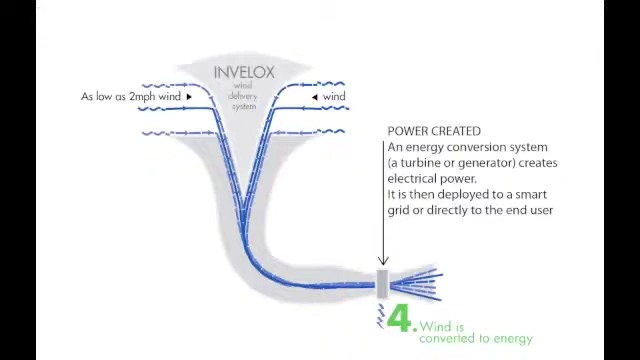 INVELOX
wind
delivery
system
As low as 2mph wind
wind
POWER CREATED
An energy conversion system
(a turbine or generator) creates
electrical power.
It is then deployed to a smart
grid or directly to the end user
4. Wind is
converted to energy